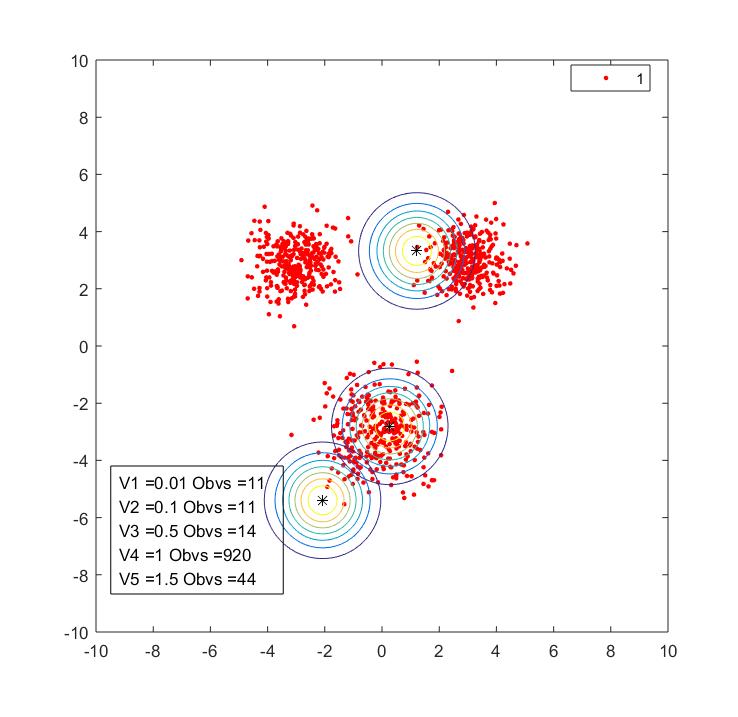 10
8
6
4
2
0
-2
-4
-6
-8
-10
-10 -8 -6 -4 -2 0 2 4 6 8 10
1
V1 =0.01 Obvs =11
V2 =0.1 Obvs =11
V3 =0.5 Obvs =14
V4 =1 Obvs =920
V5 =1.5 Obvs =44